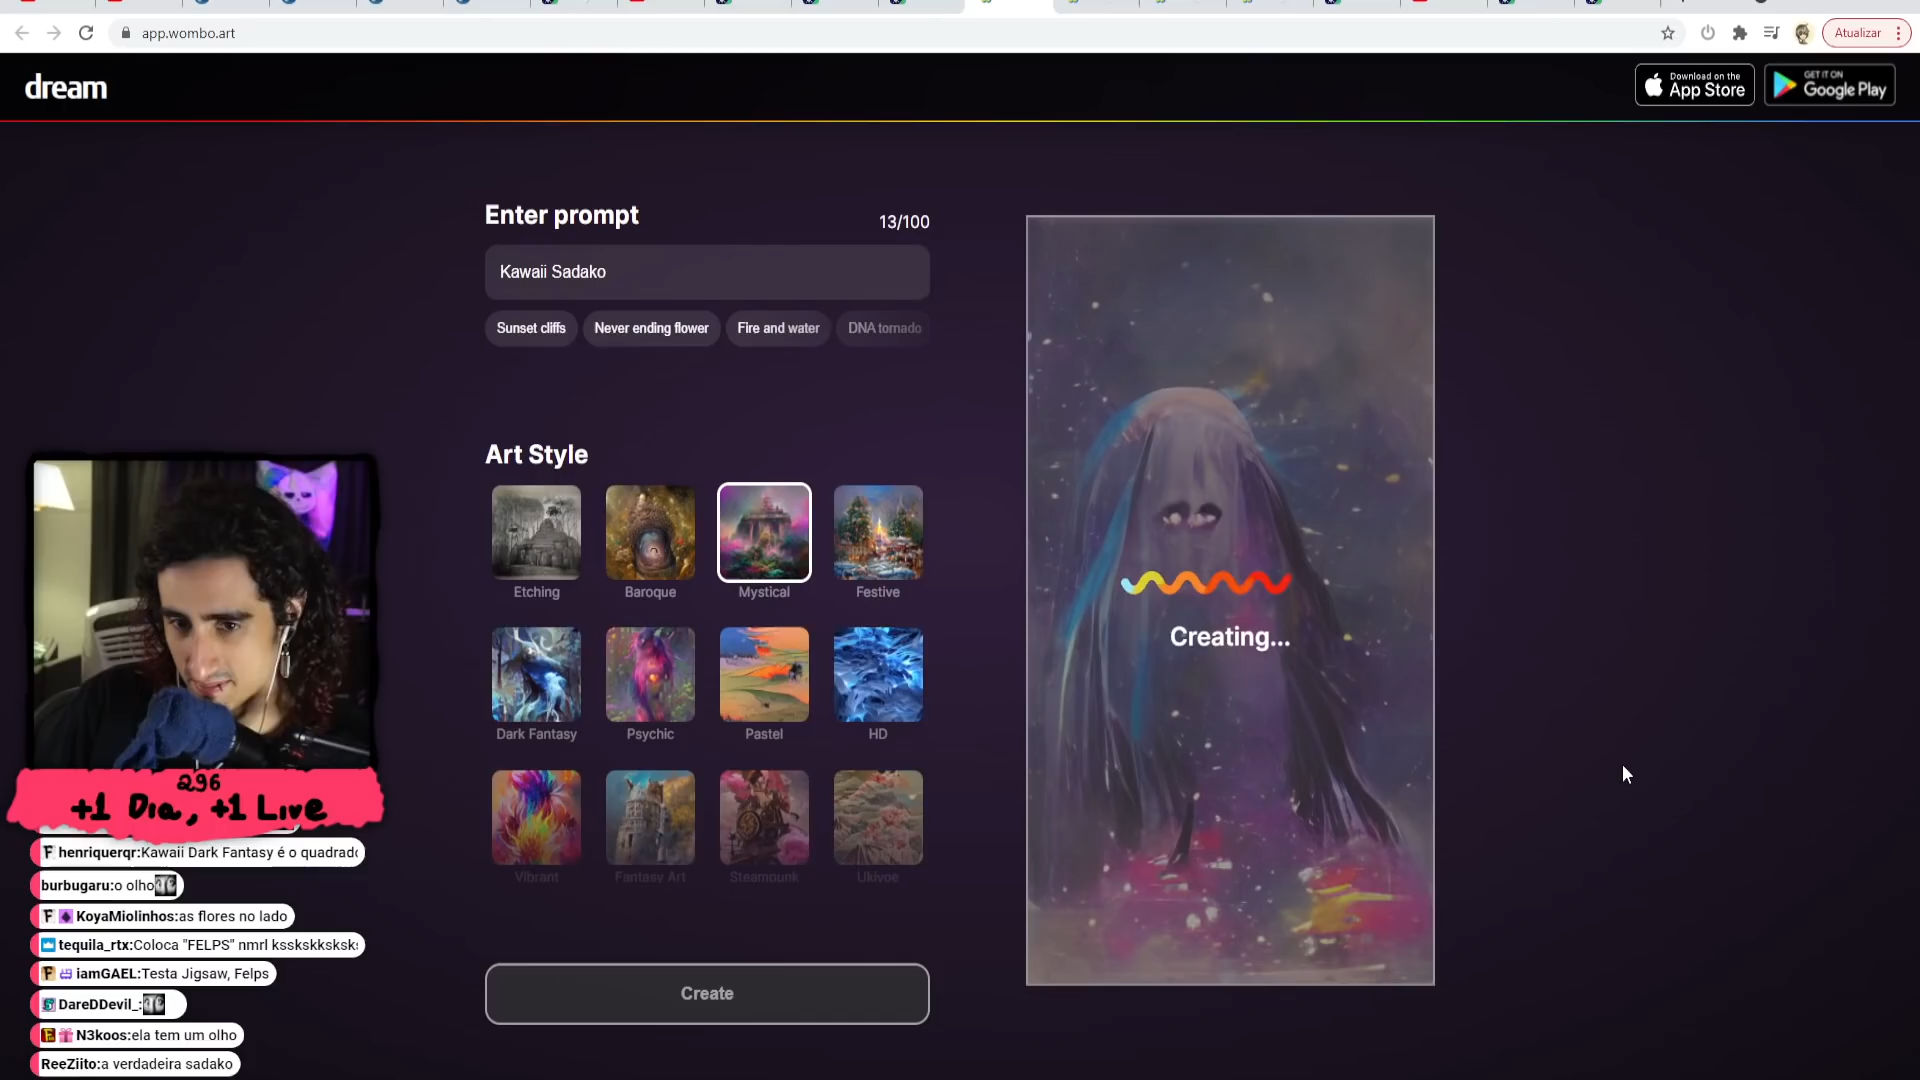 app.wombo.art
Atualizar
dream
Download on the
App Store
GET IT ON
Google Play
Enter prompt
13/100
Kawaii Sadako
Sunset cliffs
Never ending flower
Fire and water
DNA tornado
Art Style
Etching
Baroque
Mystical
Festive
Dark Fantasy
Psychic
Pastel
HD
Vibrant
Fantasy Art
Steampunk
Ukiyoe
Creating...
Create
296
+1 Dia, +1 Live
henriquerqr:Kawaii Dark Fantasy é o quadrado
burbugaru:o olho
KoyaMiolinhos:as flores no lado
tequila_rtx:Coloca "FELPS" nmrl ksskskksksks
iamGAEL:Testa Jigsaw, Felps
DareDDevil_:
N3koos:ela tem um olho
ReeZiito:a verdadeira sadako